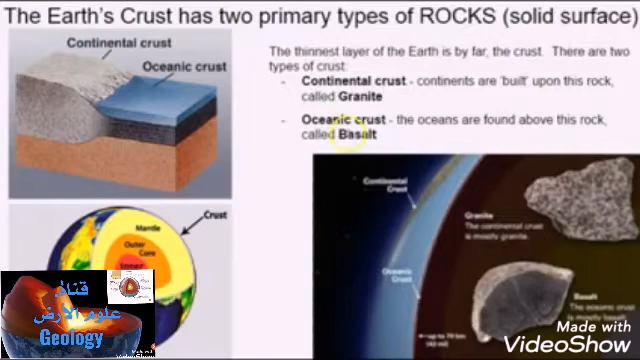 The Earth's Crust has two primary types of ROCKS (solid surface)
Continental crust
Oceanic crust
The thinnest layer of the Earth is by far, the crust. There are two
types of crust:
- Continental crust - continents are 'built' upon this rock,
called Granite
- Oceanic crust - the oceans are found above this rock,
called Basalt
Crust
Mantle
Outer
Core
Continental
Crust
Granite
The continental crust
is mostly granite.
Oceanic
Crust
Basalt
The oceanic crust
is mostly basalt.
قناة
علوم الارض
Geology
Made with
VideoShow